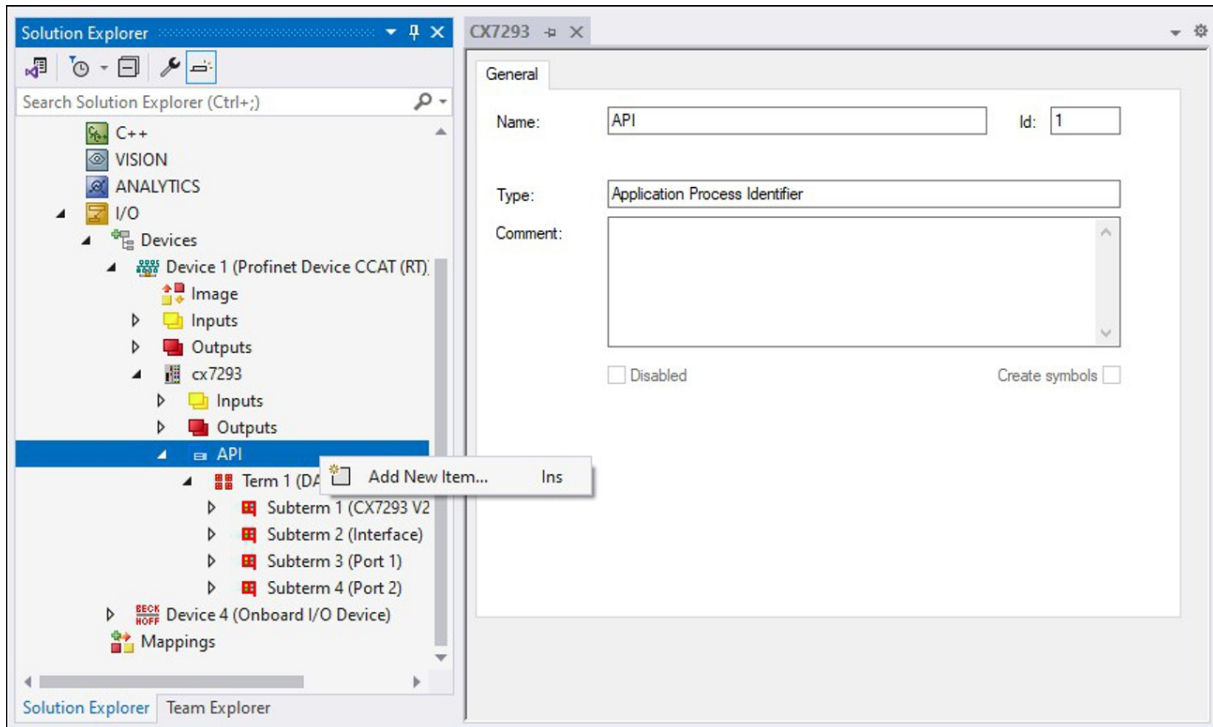 Solution Explorer
Search Solution Explorer (Ctrl+;)
C++
VISION
ANALYTICS
I/O
Devices
Device 1 (Profinet Device CCAT (RT)
Image
Inputs
Outputs
cx7293
Inputs
Outputs
API
Term 1 (DA
Subterm 1 (CX7293 V2
Subterm 2 (Interface)
Subterm 3 (Port 1)
Subterm 4 (Port 2)
BECK
HOFF Device 4 (Onboard I/O Device)
Mappings
Solution Explorer Team Explorer
Add New Item... Ins
CX7293
General
Name: API Id: 1
Type: Application Process Identifier
Comment:
Disabled Create symbols